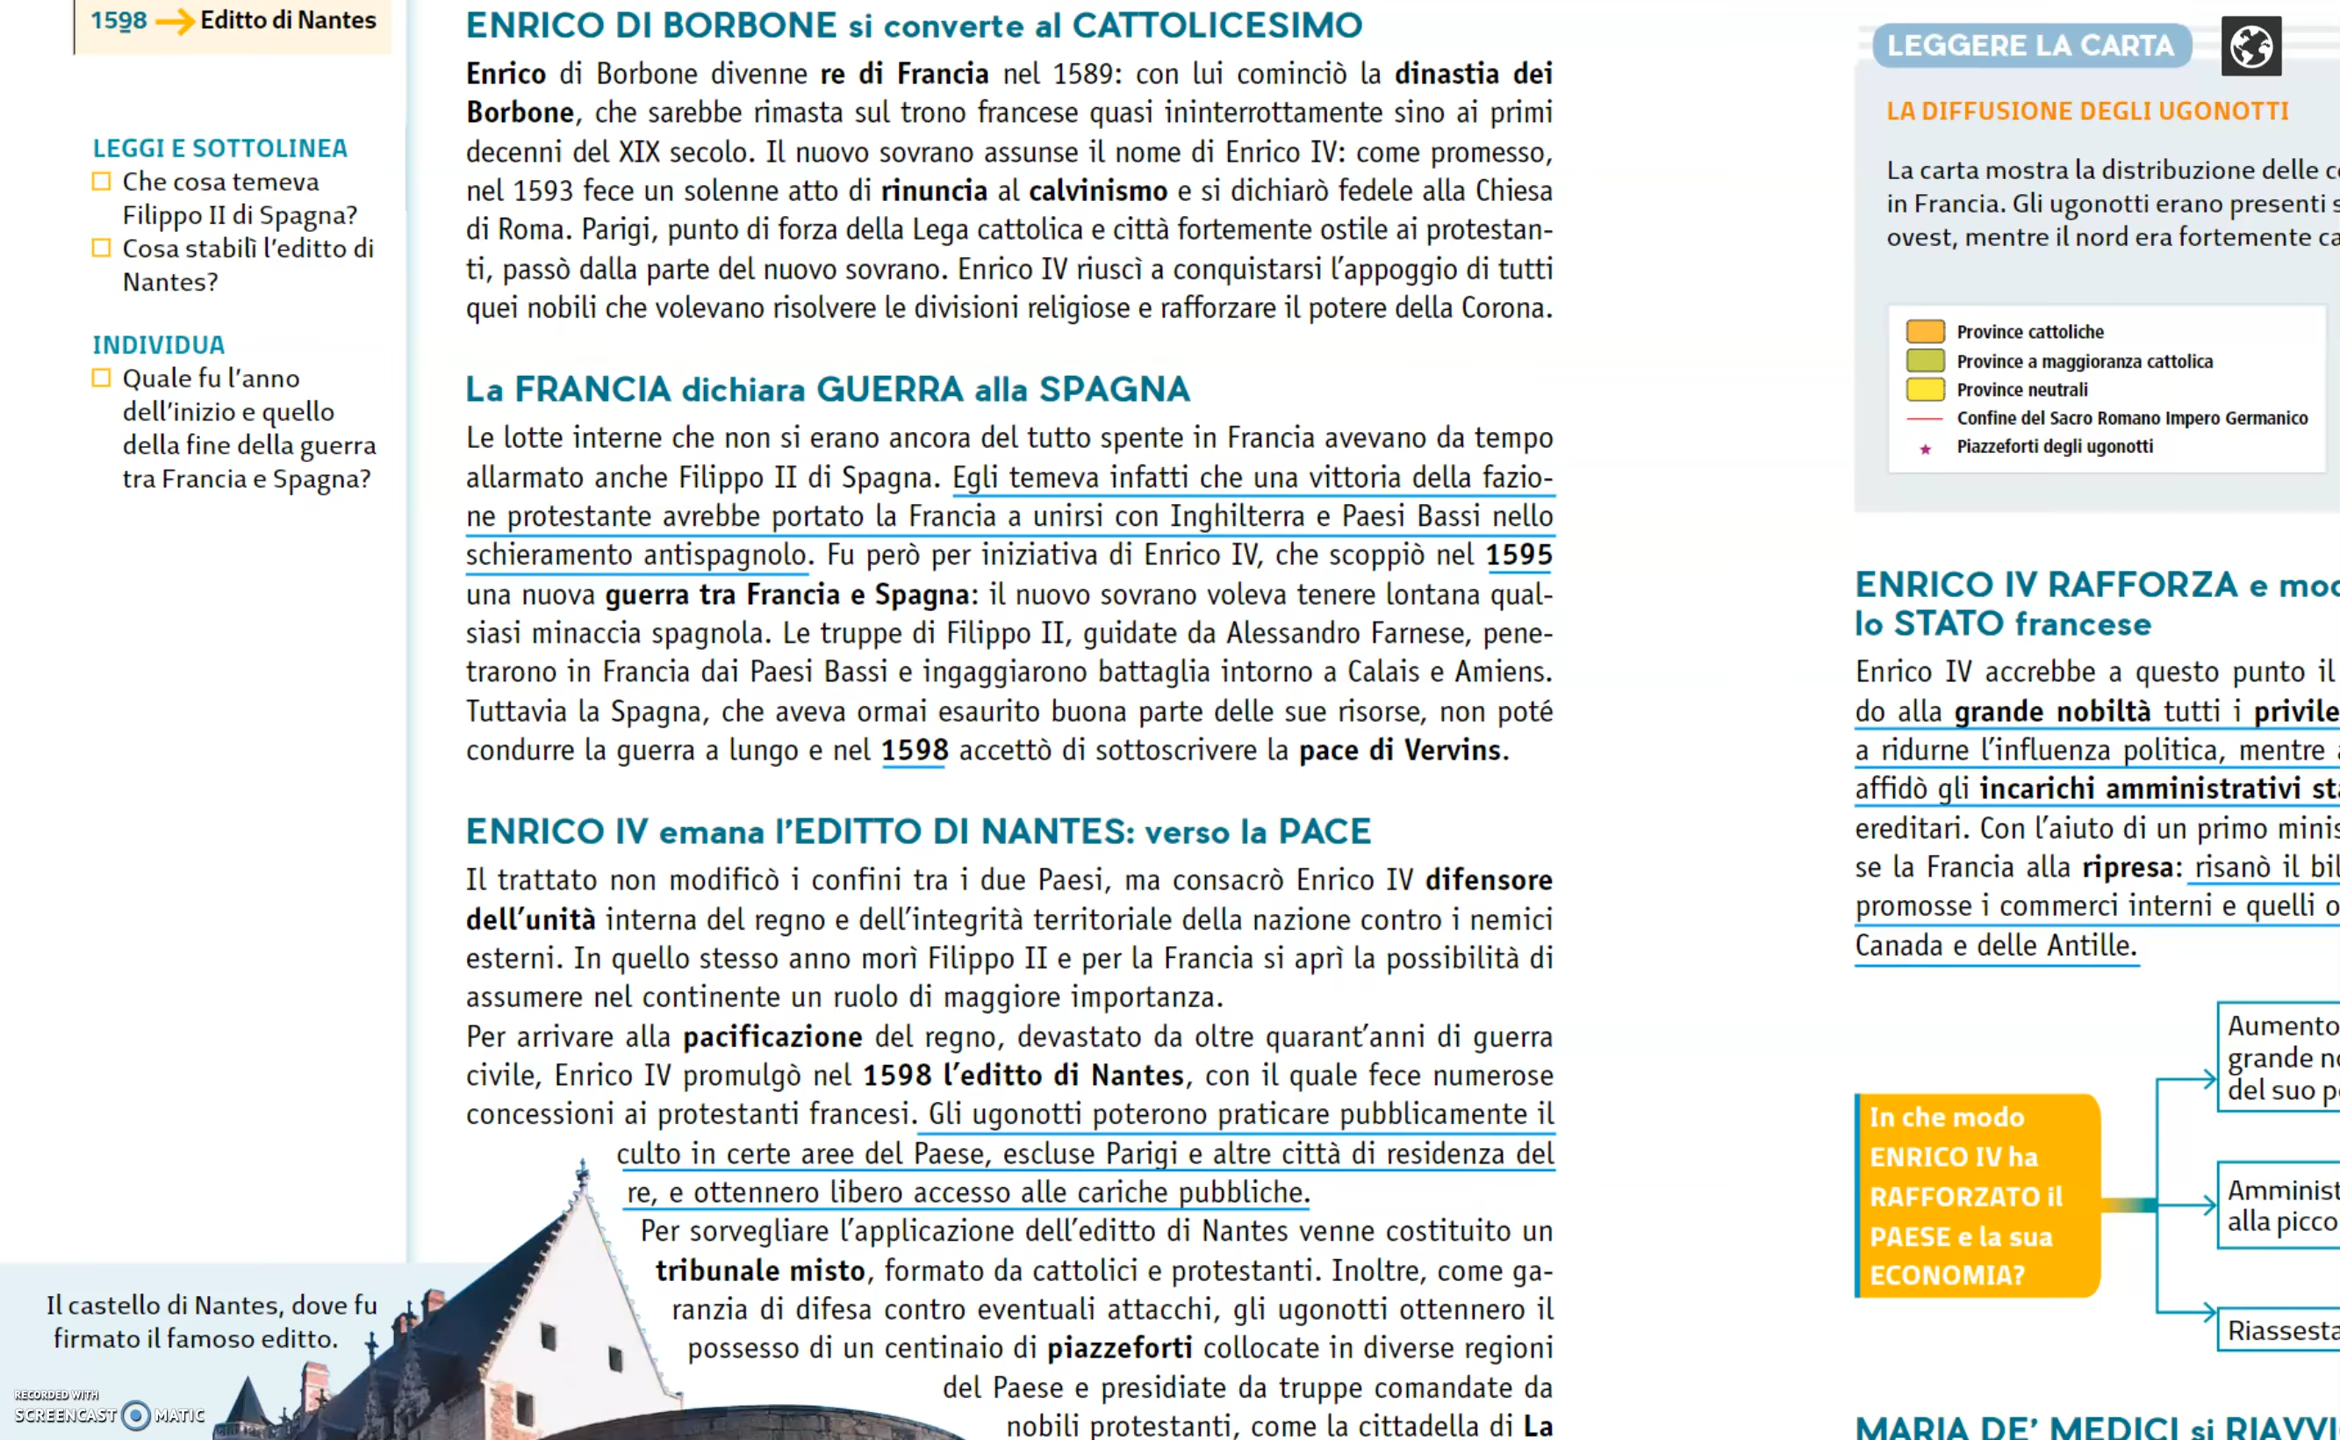 1598 → Editto di Nantes
LEGGI E SOTTOLINEA
Che cosa temeva
Filippo II di Spagna?
Cosa stabilì l'editto di
Nantes?
INDIVIDUA
Quale fu l'anno
dell'inizio e quello
della fine della guerra
tra Francia e Spagna?
Il castello di Nantes, dove fu
firmato il famoso editto.
RECORDED WITH
SCREENCAST MATIC
ENRICO DI BORBONE si converte al CATTOLICESIMO
Enrico di Borbone divenne re di Francia nel 1589: con lui cominciò la dinastia dei
Borbone, che sarebbe rimasta sul trono francese quasi ininterrottamente sino ai primi
decenni del XIX secolo. Il nuovo sovrano assunse il nome di Enrico IV: come promesso,
nel 1593 fece un solenne atto di rinuncia al calvinismo e si dichiarò fedele alla Chiesa
di Roma. Parigi, punto di forza della Lega cattolica e città fortemente ostile ai protestan-
ti, passò dalla parte del nuovo sovrano. Enrico IV riuscì a conquistarsi l'appoggio di tutti
quei nobili che volevano risolvere le divisioni religiose e rafforzare il potere della Corona.
La FRANCIA dichiara GUERRA alla SPAGNA
Le lotte interne che non si erano ancora del tutto spente in Francia avevano da tempo
allarmato anche Filippo II di Spagna. Egli temeva infatti che una vittoria della fazio-
ne protestante avrebbe portato la Francia a unirsi con Inghilterra e Paesi Bassi nello
schieramento antispagnolo. Fu però per iniziativa di Enrico IV, che scoppiò nel 1595
una nuova guerra tra Francia e Spagna: il nuovo sovrano voleva tenere lontana qual-
siasi minaccia spagnola. Le truppe di Filippo II, guidate da Alessandro Farnese, pene-
trarono in Francia dai Paesi Bassi e ingaggiarono battaglia intorno a Calais e Amiens.
Tuttavia la Spagna, che aveva ormai esaurito buona parte delle sue risorse, non poté
condurre la guerra a lungo e nel 1598 accettò di sottoscrivere la pace di Vervins.
ENRICO IV emana l'EDITTO DI NANTES: verso la PACE
Il trattato non modificò i confini tra i due Paesi, ma consacrò Enrico IV difensore
dell'unità interna del regno e dell'integrità territoriale della nazione contro i nemici
esterni. In quello stesso anno morì Filippo II e per la Francia si aprì la possibilità di
assumere nel continente un ruolo di maggiore importanza.
Per arrivare alla pacificazione del regno, devastato da oltre quarant'anni di guerra
civile, Enrico IV promulgò nel 1598 l'editto di Nantes, con il quale fece numerose
concessioni ai protestanti francesi. Gli ugonotti poterono praticare pubblicamente il
culto in certe aree del Paese, escluse Parigi e altre città di residenza del
re, e ottennero libero accesso alle cariche pubbliche.
Per sorvegliare l'applicazione dell'editto di Nantes venne costituito un
tribunale misto, formato da cattolici e protestanti. Inoltre, come ga-
ranzia di difesa contro eventuali attacchi, gli ugonotti ottennero il
possesso di un centinaio di piazzeforti collocate in diverse regioni
del Paese e presidiate da truppe comandate da
nobili protestanti, come la cittadella di La
LEGGERE LA CARTA
LA DIFFUSIONE DEGLI UGONOTTI
La carta mostra la distribuzione delle
in Francia. Gli ugonotti erano presenti
ovest, mentre il nord era fortemente
Province cattoliche
Province a maggioranza cattolica
Province neutrali
Confine del Sacro Romano Impero Germanico
Piazzeforti degli ugonotti
ENRICO IV RAFFORZA e
lo STATO francese
Enrico IV accrebbe a questo punto il
do alla grande nobiltà tutti i
a ridurne l'influenza politica, mentre
affidò gli incarichi amministrativi
ereditari. Con l'aiuto di un primo
se la Francia alla ripresa: risanò il
promosse i commerci interni e quelli
Canada e delle Antille.
In che modo
ENRICO IV ha
RAFFORZATO il
PAESE e la sua
ECONOMIA?
Aumento
grande
del suo
alla
MARIA DE' MEDICI si